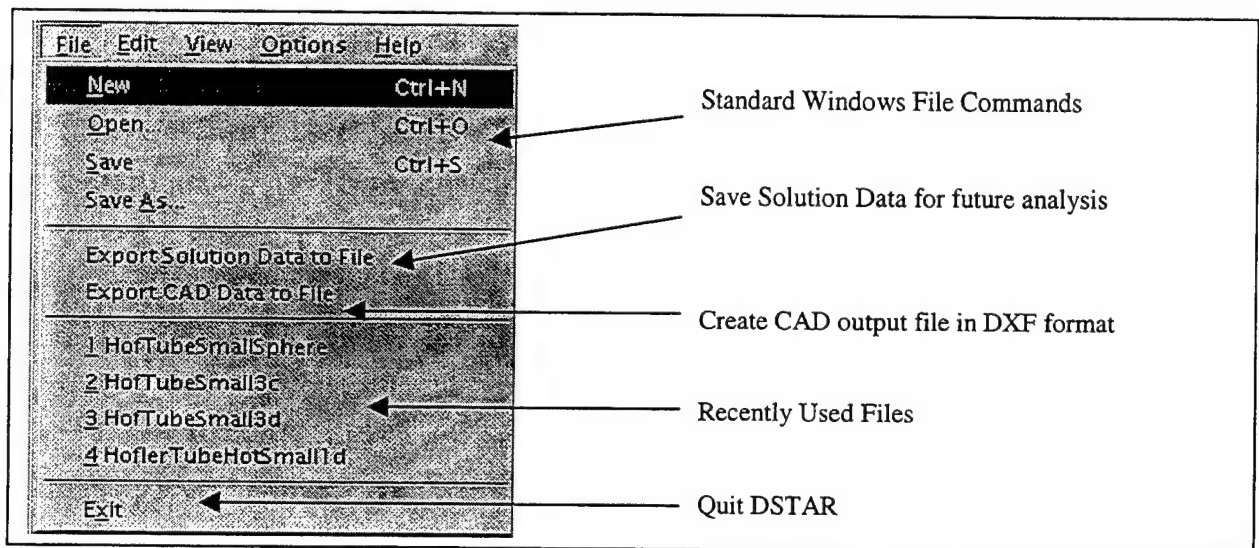 File Edit View Options Help
New Ctrl+N
Open Ctrl+O
Save Ctrl+S
Save As...
Export Solution Data to File
Export CAD Data to File
1 HofTubeSmallSphere
2 HofTubeSmall3c
3 HofTubeSmall3d
4 HoflerTubeHotSmall1d
Exit
Standard Windows File Commands
Save Solution Data for future analysis
Create CAD output file in DXF format
Recently Used Files
Quit DSTAR